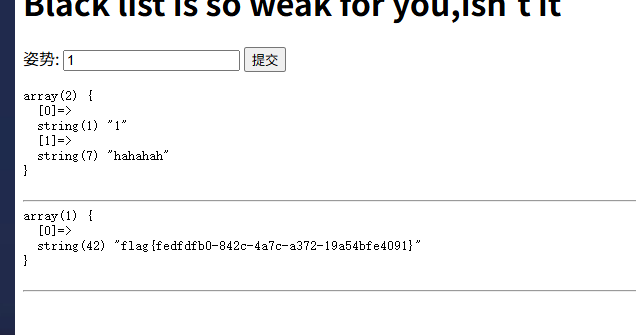 Black list is so weak for you,isn't it
姿势: 1 提交
array(2) {
  [0]=>
  string(1) "1"
  [1]=>
  string(7) "hahahah"
}
array(1) {
  [0]=>
  string(42) "flag{fedfdfb0-842c-4a7c-a372-19a54bfe4091}"
}